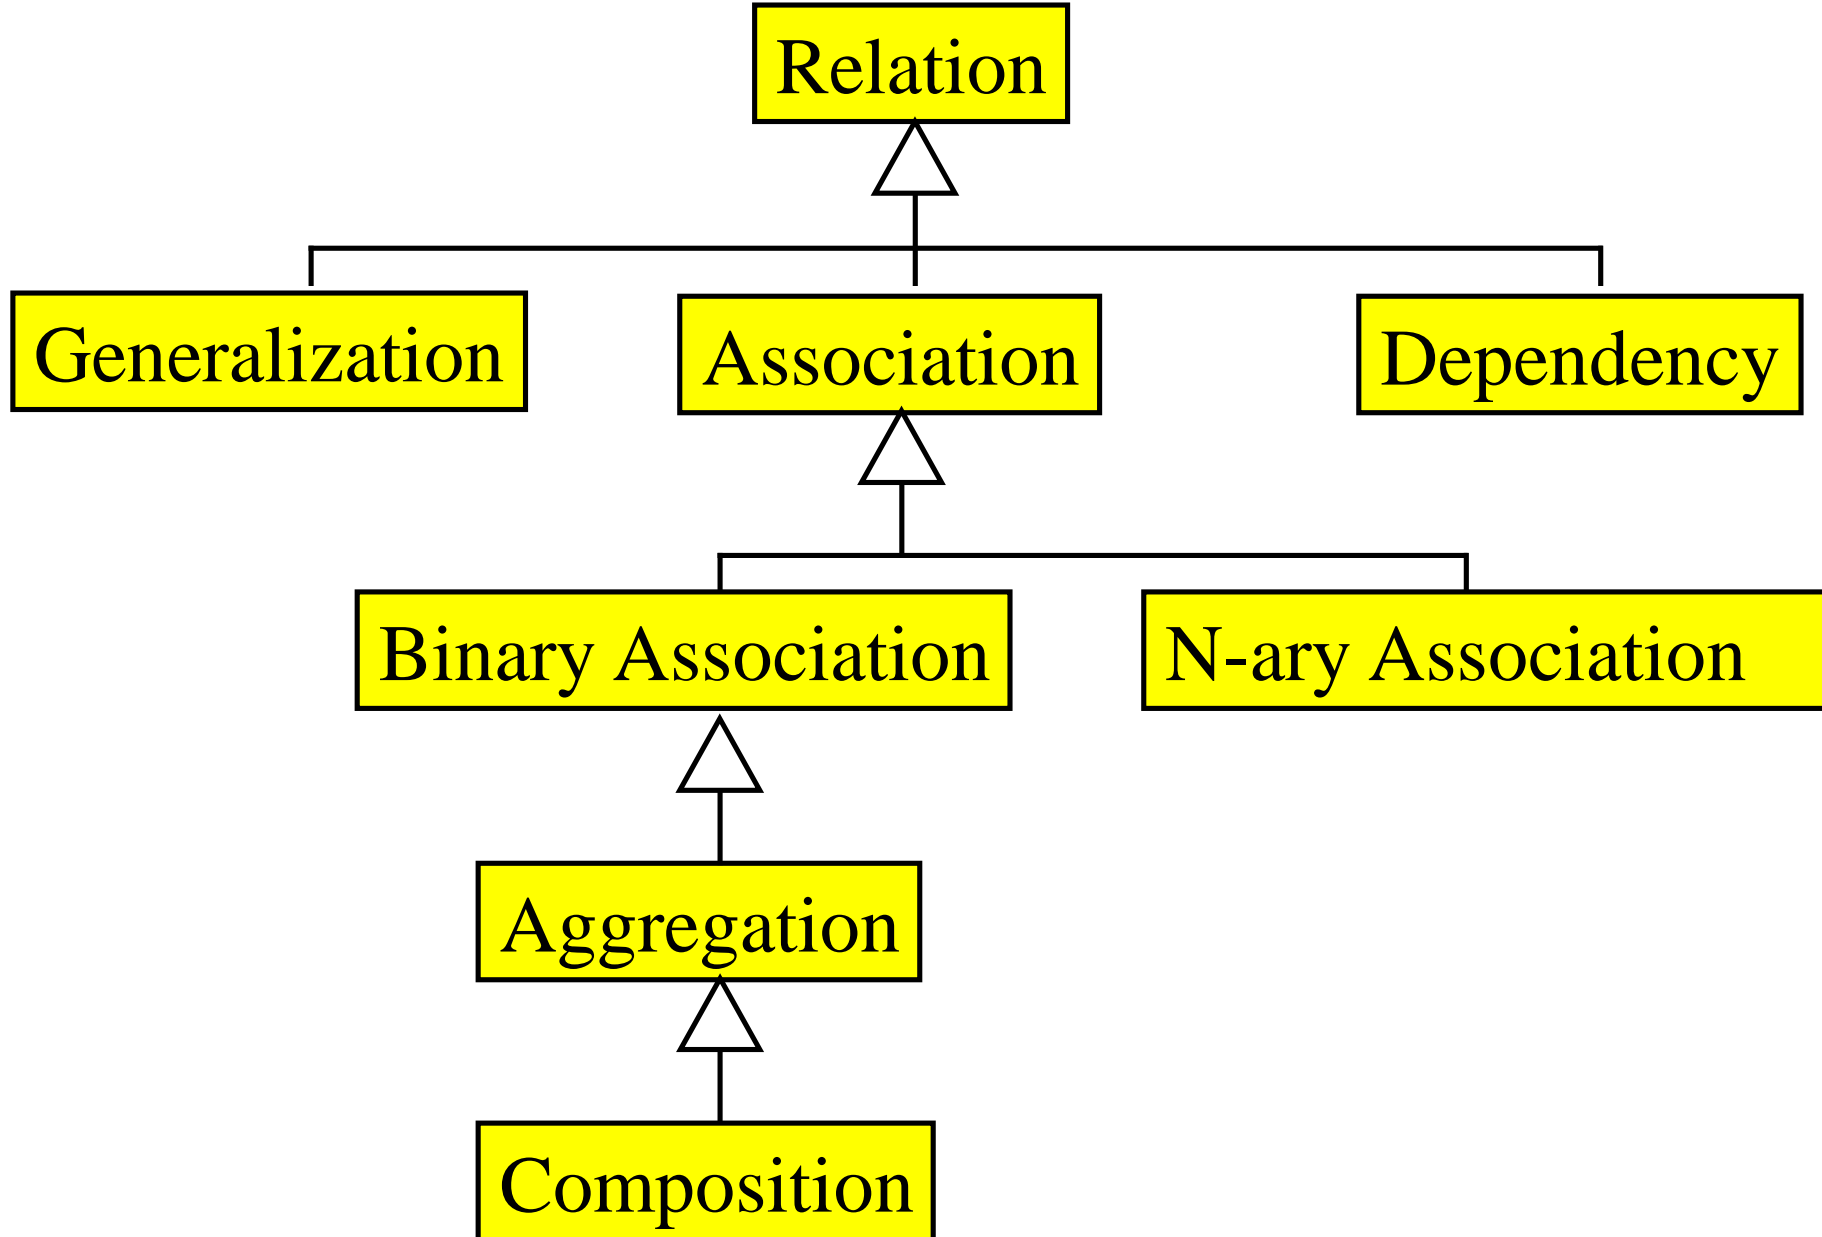 Relation
Generalization
Association
Dependency
Binary Association
N-ary Association
Aggregation
Composition